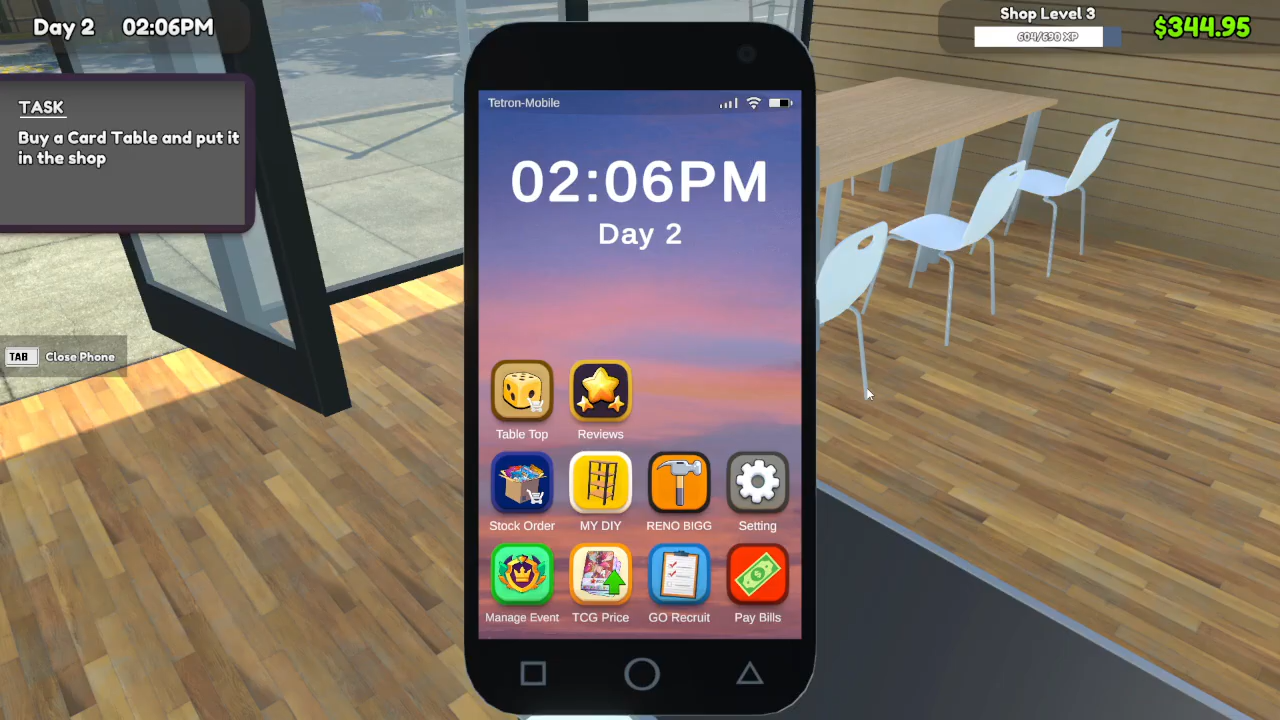 Day 2 02:06PM
Shop Level 3
604/690 XP
$344.95
TASK
Buy a Card Table and put it
in the shop
TAB Close Phone
Tetron-Mobile
02:06PM
Day 2
Table Top
Reviews
Stock Order
MY DIY
RENO BIGG
Setting
Manage Event
TCG Price
GO Recruit
Pay Bills